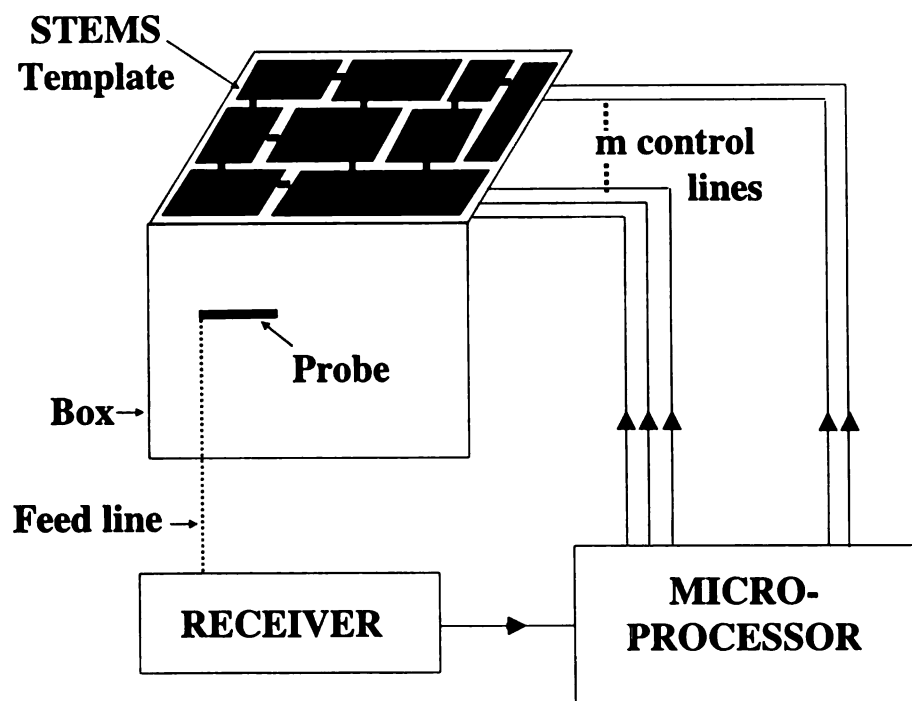 STEMS
Template
m control
lines
Probe
Box
Feed line
RECEIVER
MICRO-
PROCESSOR